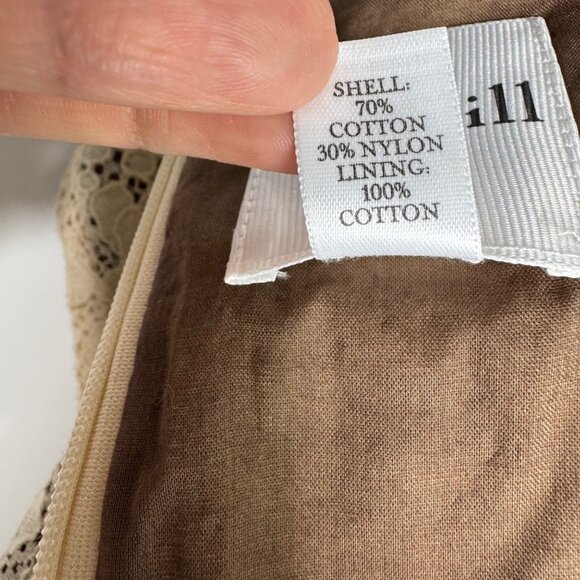 SHELL:
70%
COTTON
30% NYLON
LINING:
100%
COTTON
ill